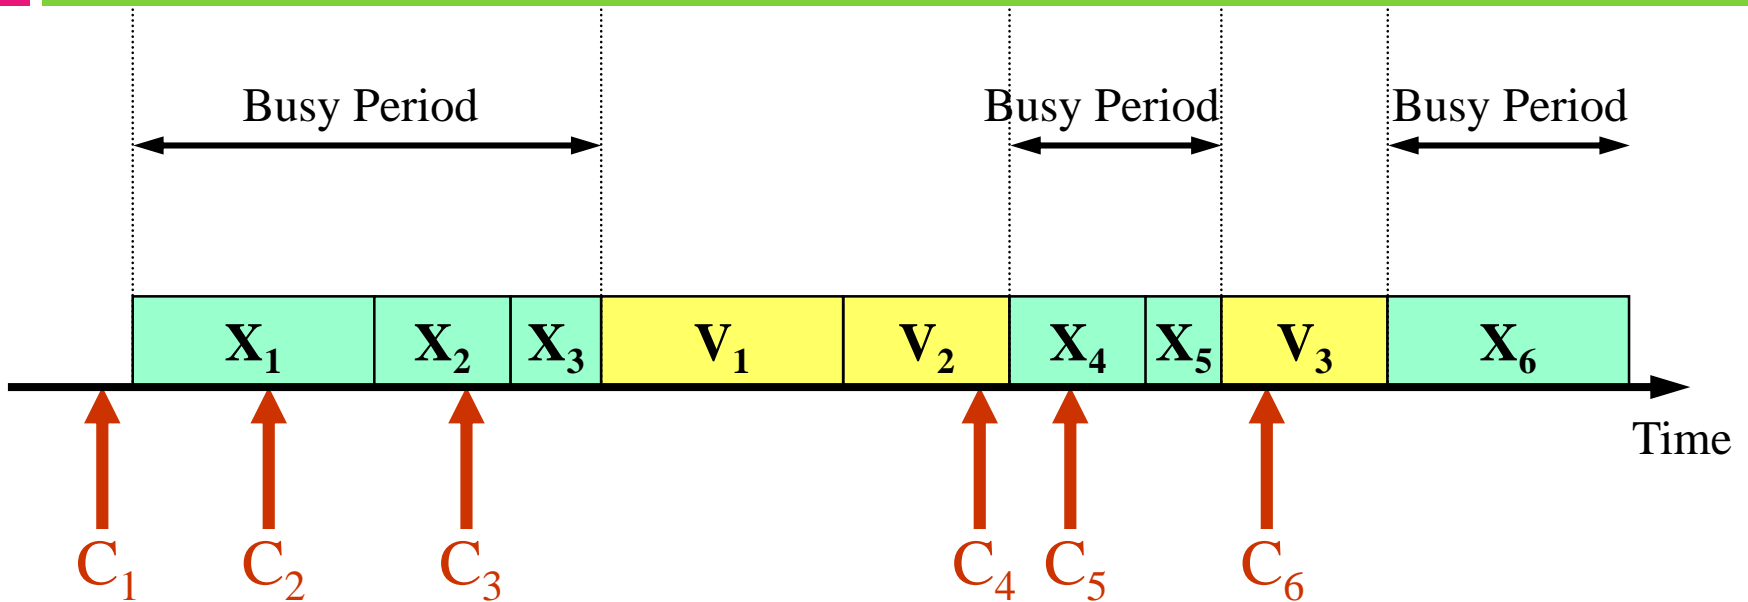 Busy Period Busy Period Busy Period
X₁ X₂ X₃ V₁ V₂ X₄ X₅ V₃ X₆
Time
C₁ C₂ C₃ C₄ C₅ C₆